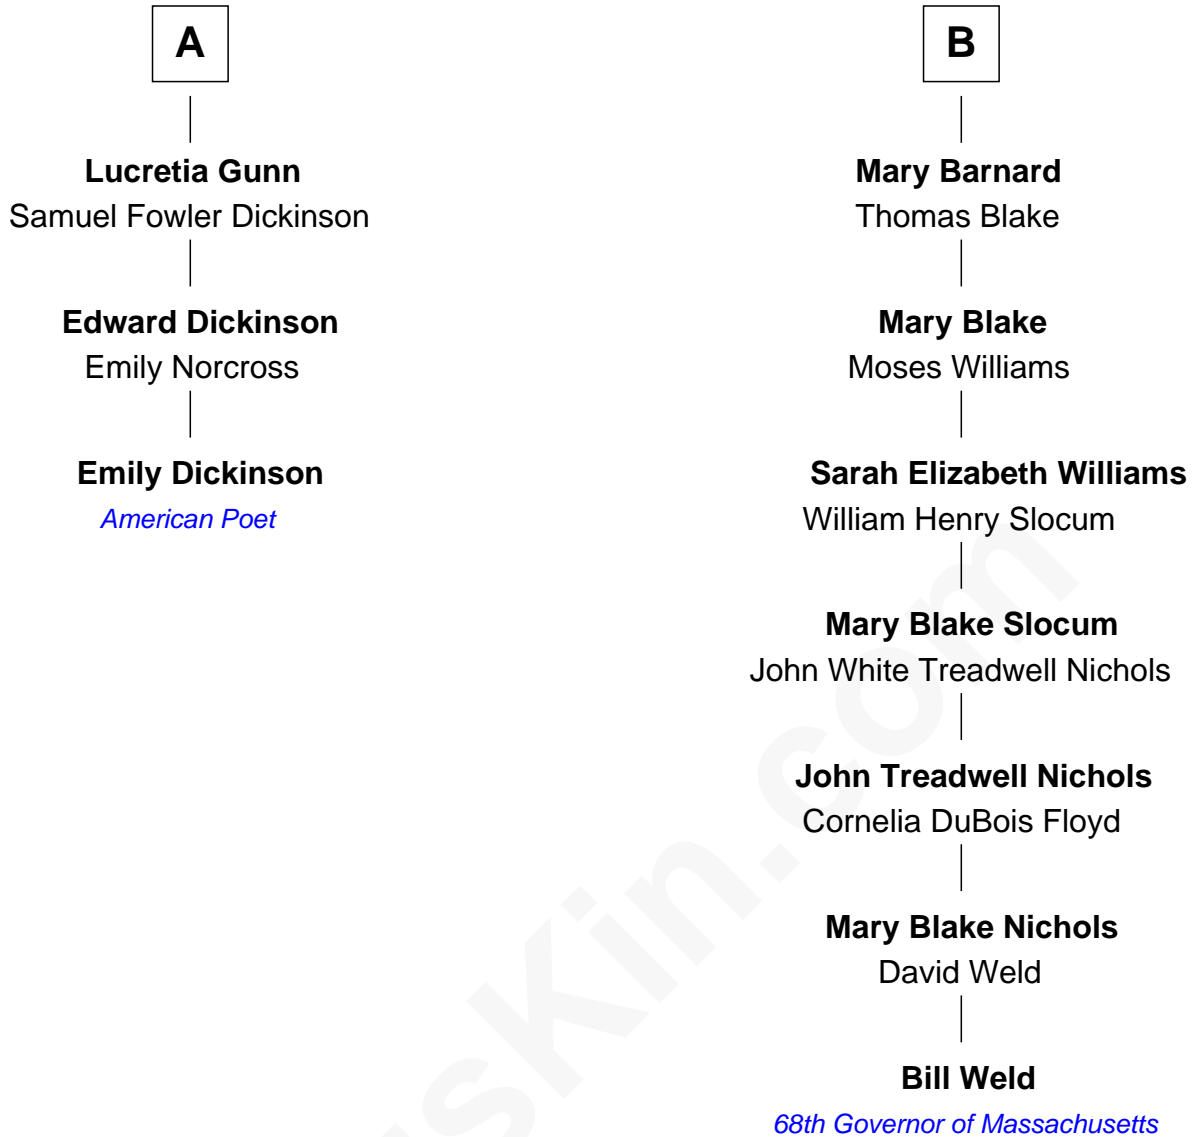 A
Lucretia Gunn
Samuel Fowler Dickinson
Edward Dickinson
Emily Norcross
Emily Dickinson
American Poet
B
Mary Barnard
Thomas Blake
Mary Blake
Moses Williams
Sarah Elizabeth Williams
William Henry Slocum
Mary Blake Slocum
John White Treadwell Nichols
John Treadwell Nichols
Cornelia DuBois Floyd
Mary Blake Nichols
David Weld
Bill Weld
68th Governor of Massachusetts